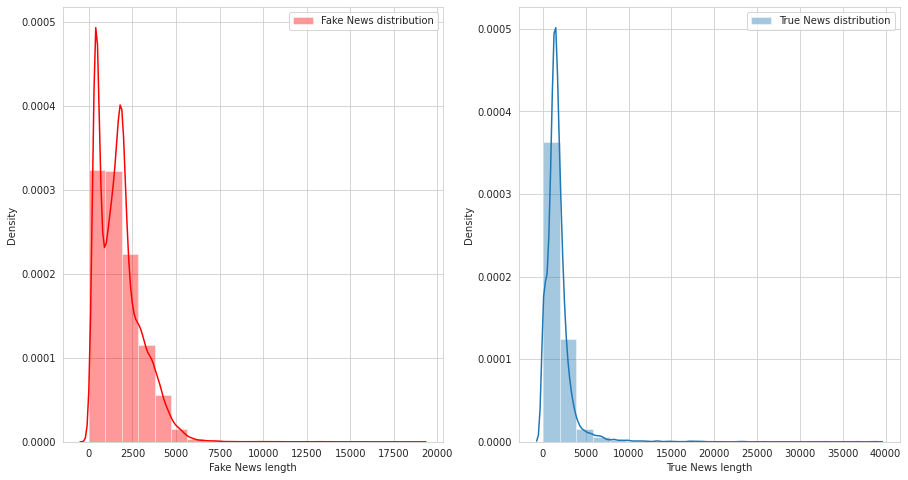 Fake News distribution
0.0005
0.0004
0.0003
0.0002
0.0001
0.0000
Density
0 2500 5000 7500 10000 12500 15000 17500 20000
Fake News length
True News distribution
0.0005
0.0004
0.0003
0.0002
0.0001
0.0000
Density
0 5000 10000 15000 20000 25000 30000 35000 40000
True News length